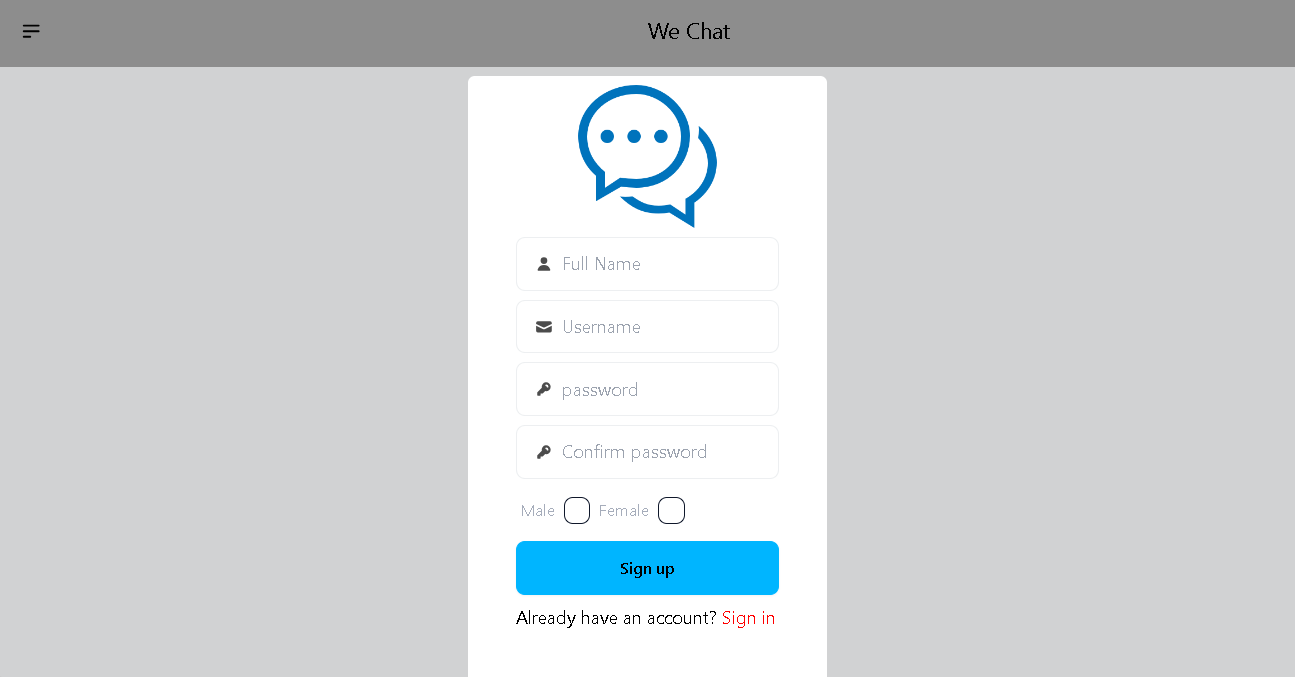 We Chat
Full Name
Username
password
Confirm password
Male Female
Sign up
Already have an account? Sign in